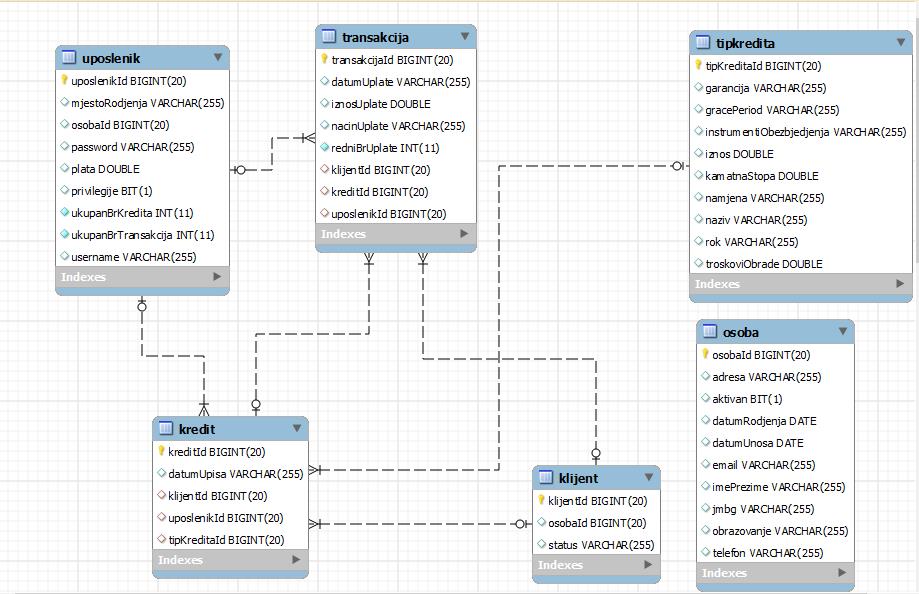 uposlenik
uposlenikId BIGINT(20)
mjestoRodjenja VARCHAR(255)
osobaId BIGINT(20)
password VARCHAR(255)
plata DOUBLE
privilegije BIT(1)
ukupanBrKredita INT(11)
ukupanBrTransakcija INT(11)
username VARCHAR(255)
Indexes
transakcija
transakcijaId BIGINT(20)
datumUplate VARCHAR(255)
iznosUplate DOUBLE
nacinUplate VARCHAR(255)
redniBrUplate INT(11)
klijentId BIGINT(20)
kreditId BIGINT(20)
uposlenikId BIGINT(20)
Indexes
tipkredita
tipKreditaId BIGINT(20)
garancija VARCHAR(255)
gracePeriod VARCHAR(255)
instrumentiObezbjedjenja VARCHAR(255)
iznos DOUBLE
kamatnaStopa DOUBLE
namjena VARCHAR(255)
naziv VARCHAR(255)
rok VARCHAR(255)
troskoviObrade DOUBLE
Indexes
kredit
kreditId BIGINT(20)
datumUpisa VARCHAR(255)
klijentId BIGINT(20)
uposlenikId BIGINT(20)
tipKreditaId BIGINT(20)
Indexes
klijent
klijentId BIGINT(20)
osobaId BIGINT(20)
status VARCHAR(255)
Indexes
osoba
osobaId BIGINT(20)
adresa VARCHAR(255)
aktivan BIT(1)
datumRodjenja DATE
datumUnosa DATE
email VARCHAR(255)
imePrezime VARCHAR(255)
jmbg VARCHAR(255)
obrazovanje VARCHAR(255)
telefon VARCHAR(255)
Indexes